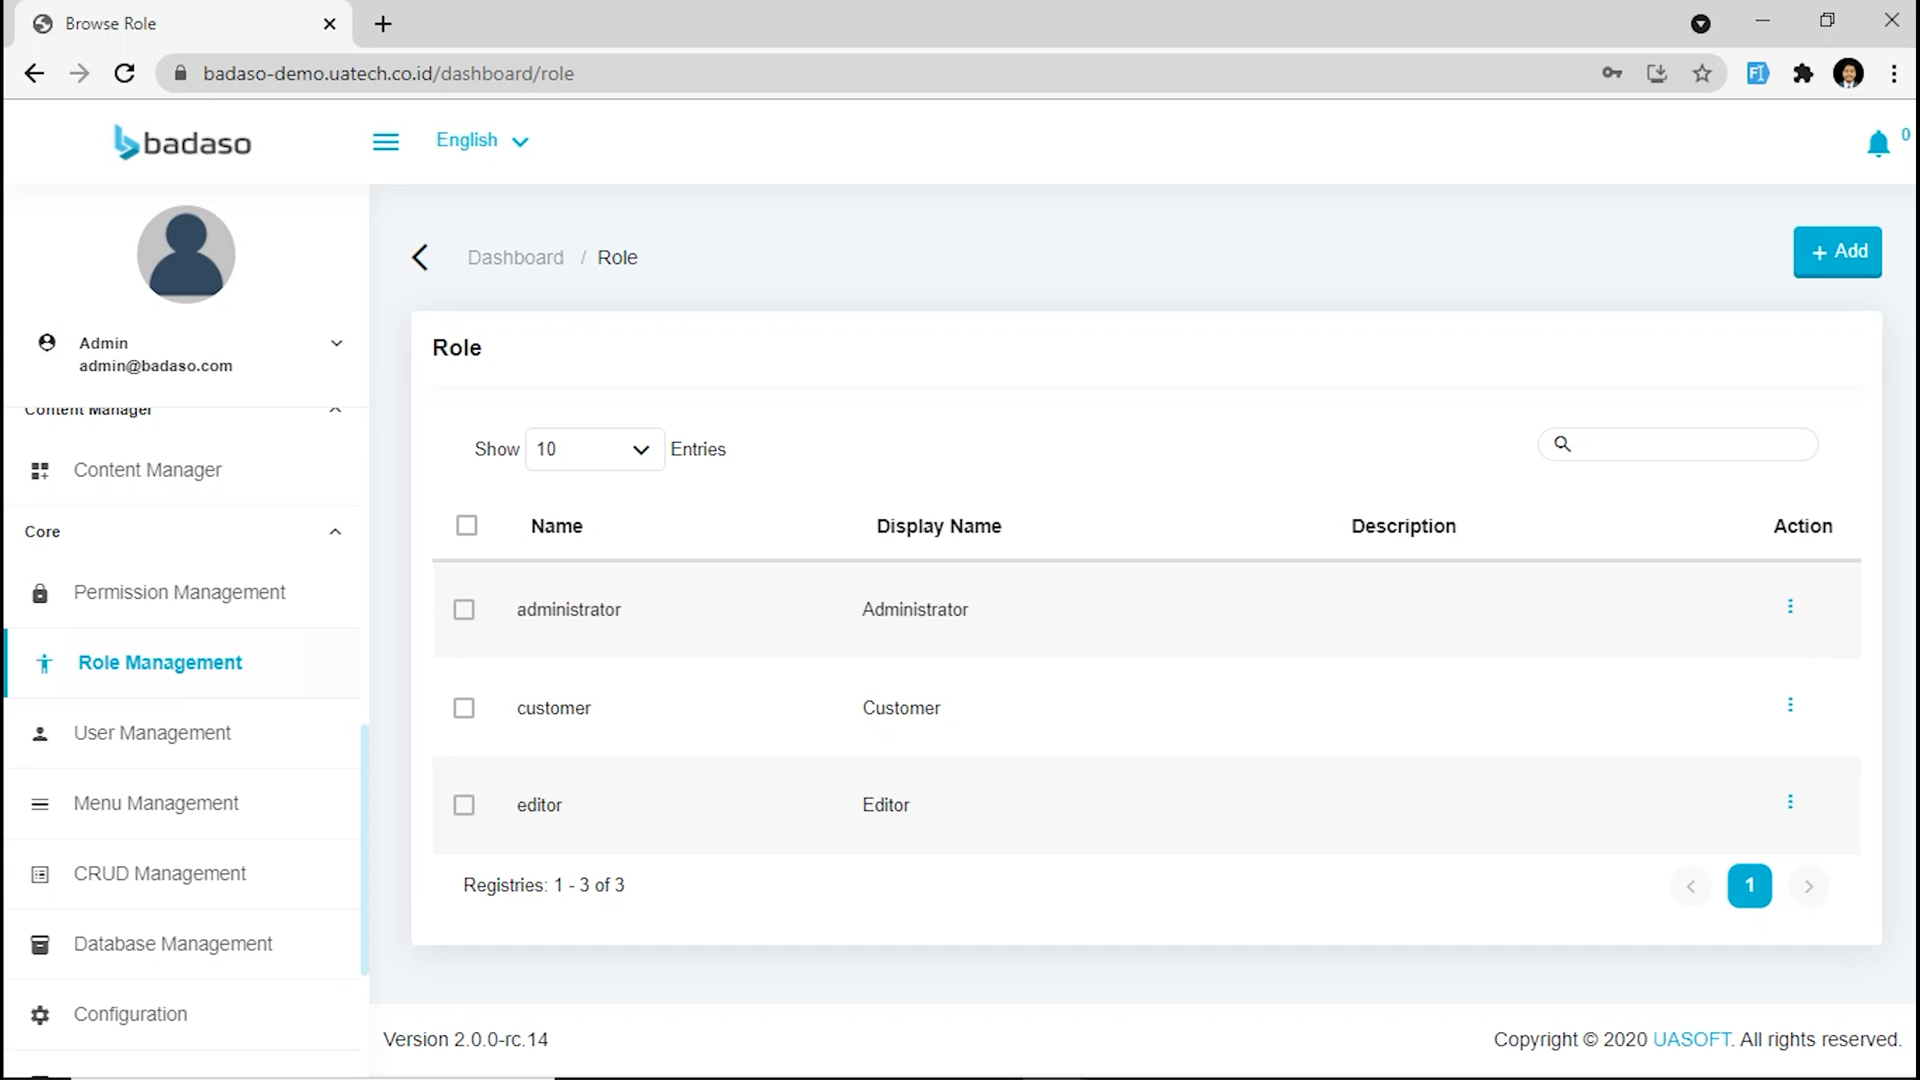 Browse Role
badaso-demo.uatech.co.id/dashboard/role
badaso
English
0
Admin
admin@badaso.com
Content Manager
Content Manager
Core
Permission Management
Role Management
User Management
Menu Management
CRUD Management
Database Management
Configuration
Dashboard / Role
+ Add
Role
Show 10 Entries
Name Display Name Description Action
administrator Administrator
customer Customer
editor Editor
Registries: 1 - 3 of 3
1
Version 2.0.0-rc.14
Copyright © 2020 UASOFT. All rights reserved.